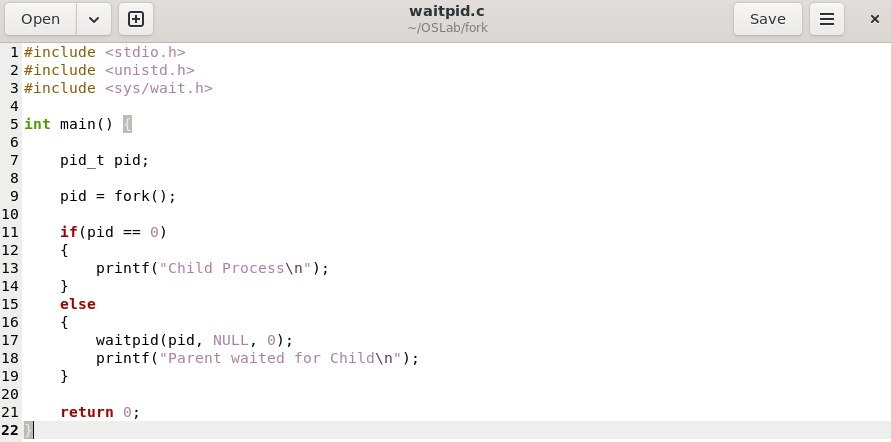 Open waitpid.c Save
~/OSLab/fork
1 #include <stdio.h>
2 #include <unistd.h>
3 #include <sys/wait.h>
4
5 int main() {
6
7     pid_t pid;
8
9     pid = fork();
10
11     if(pid == 0)
12     {
13         printf("Child Process\n");
14     }
15     else
16     {
17         waitpid(pid, NULL, 0);
18         printf("Parent waited for Child\n");
19     }
20
21     return 0;
22 }